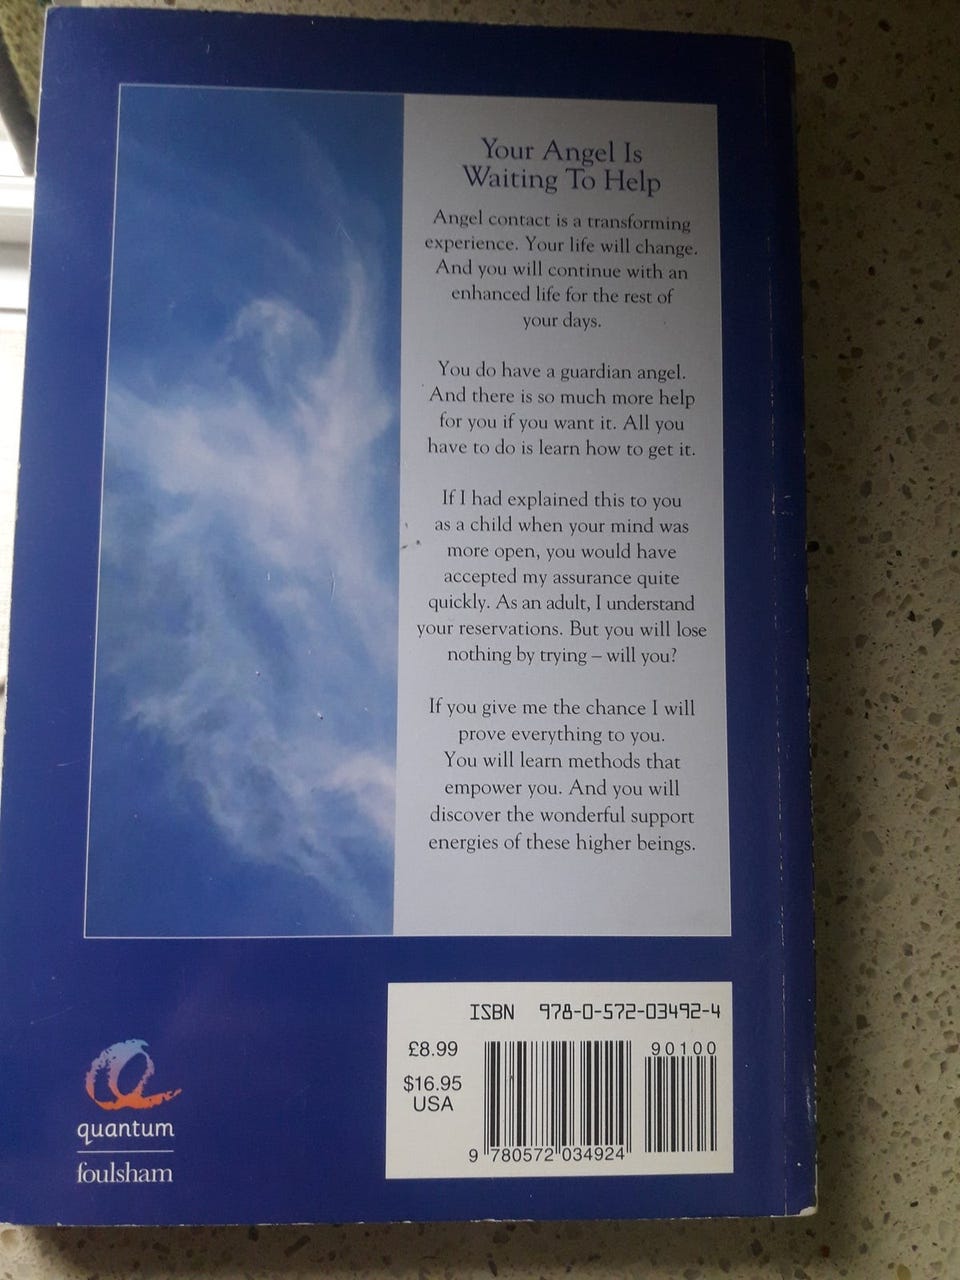 Your Angel Is
Waiting To Help
Angel contact is a transforming
experience. Your life will change.
And you will continue with an
enhanced life for the rest of
your days.
You do have a guardian angel.
And there is so much more help
for you if you want it. All you
have to do is learn how to get it.
If I had explained this to you
as a child when your mind was
more open, you would have
accepted my assurance quite
quickly. As an adult, I understand
your reservations. But you will lose
nothing by trying – will you?
If you give me the chance I will
prove everything to you.
You will learn methods that
empower you. And you will
discover the wonderful support
energies of these higher beings.
ISBN 978-0-572-03492-4
£8.99
$16.95
USA
90100
9 780572 034924
quantum
foulsham